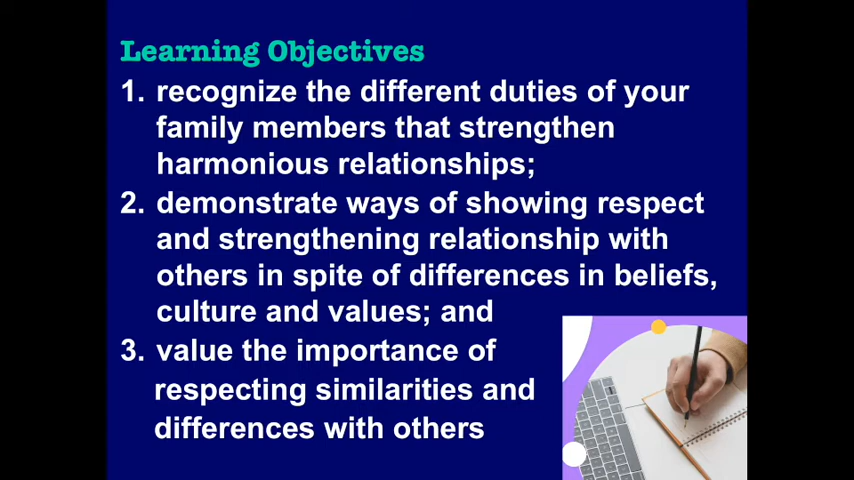 Learning Objectives
1. recognize the different duties of your
family members that strengthen
harmonious relationships;
2. demonstrate ways of showing respect
and strengthening relationship with
others in spite of differences in beliefs,
culture and values; and
3. value the importance of
respecting similarities and
differences with others